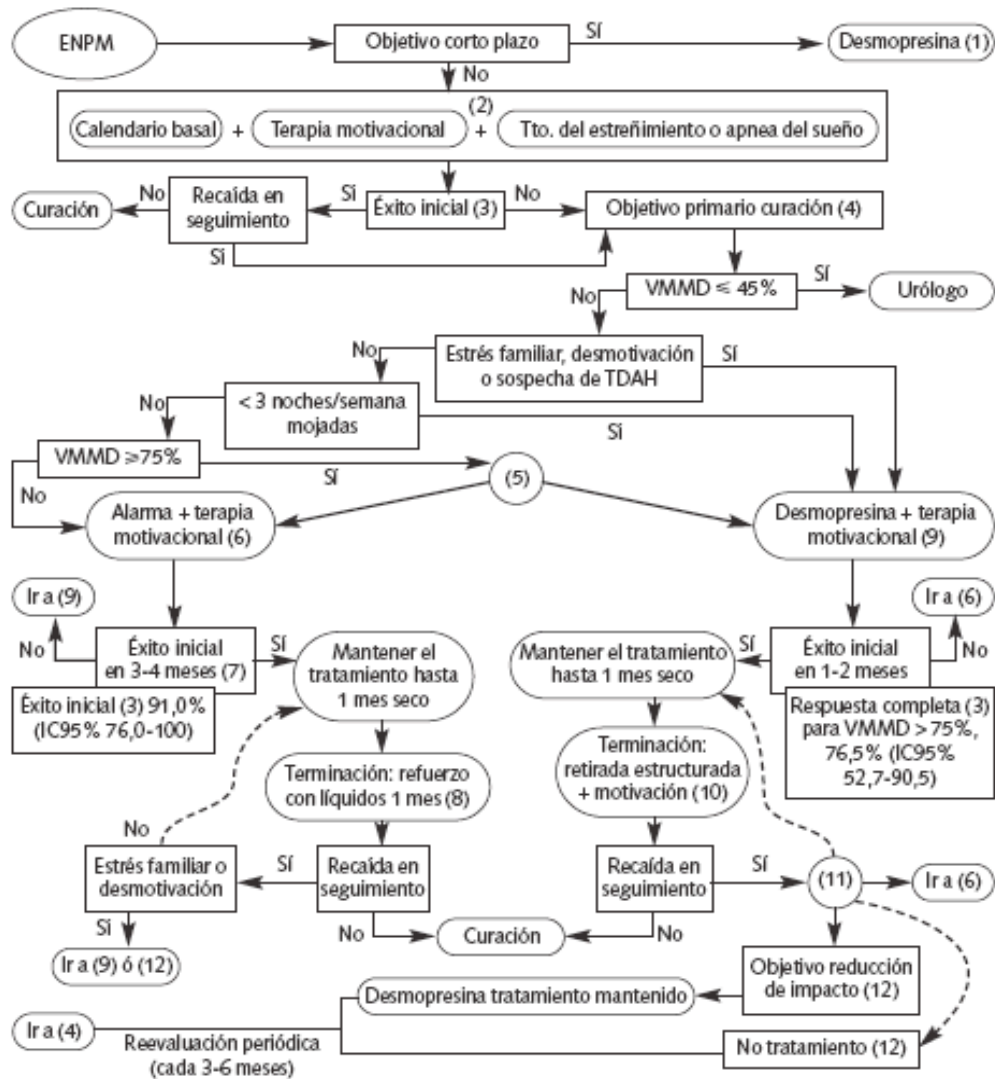 ENPM
Objetivo corto plazo
Sí
Desmopresina (1)
No
(2)
Calendario basal + Terapia motivacional + Tto. del estreñimiento o apnea del sueño
No
Recaída en
seguimiento
Sí
Éxito inicial (3)
No
Objetivo primario curación (4)
Curación
Sí
VMMD ≤ 45%
Sí
Urólogo
No
Estrés familiar, desmotivación
o sospecha de TDAH
No
Sí
< 3 noches/semana
mojadas
No
Sí
VMMD ≥75%
Sí
(5)
No
Alarma + terapia
motivacional (6)
Desmopresina + terapia
motivacional (9)
Ir a (9)
No
Éxito inicial
en 3-4 meses (7)
Sí
Éxito inicial (3) 91,0%
(IC95% 76,0-100)
Mantener el
tratamiento hasta
1 mes seco
Mantener el tratamiento
hasta 1 mes seco
Sí
Éxito inicial
en 1-2 meses
No
Ir a (6)
Respuesta completa (3)
para VMMD >75%,
76,5% (IC95%
52,7-90,5)
Terminación: refuerzo
con líquidos 1 mes (8)
Terminación:
retirada estructurada
+ motivación (10)
No
Estrés familiar o
desmotivación
Sí
Recaída en
seguimiento
Recaída en
seguimiento
Sí
(11)
Ir a (6)
Sí
No
Curación
No
Ir a (9) ó (12)
Objetivo reducción
de impacto (12)
Desmopresina tratamiento mantenido
Ir a (4)
Reevaluación periódica
(cada 3-6 meses)
No tratamiento (12)